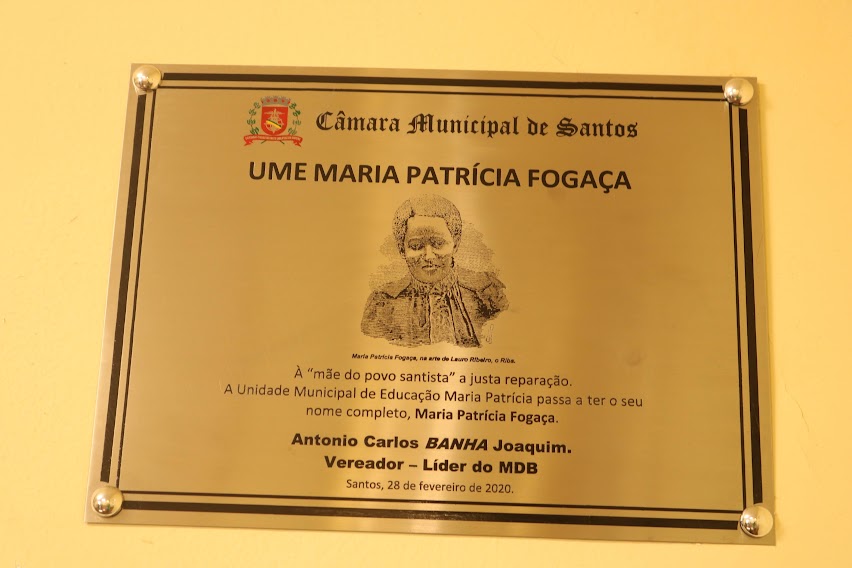 Câmara Municipal de Santos
UME MARIA PATRÍCIA FOGAÇA
Maria Patrícia Fogaça, na arte de Lauro Ribeiro, o Riba.
À “mãe do povo santista” a justa reparação.
A Unidade Municipal de Educação Maria Patrícia passa a ter o seu
nome completo, Maria Patrícia Fogaça.
Antonio Carlos BANHA Joaquim.
Vereador – Líder do MDB
Santos, 28 de fevereiro de 2020.